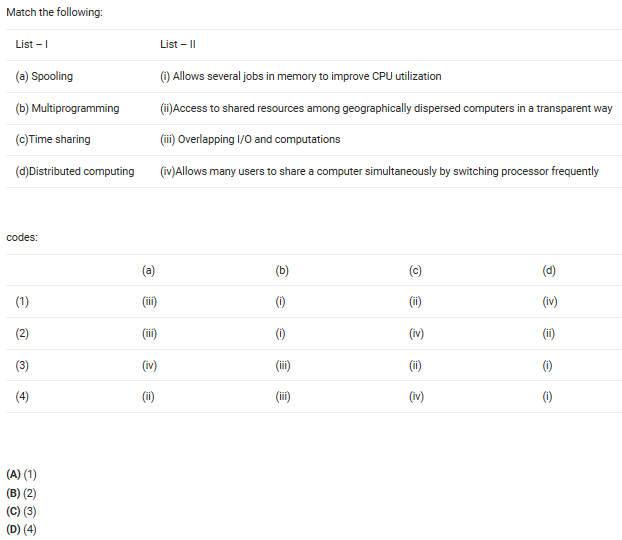 Match the following:
List – I List – II
(a) Spooling (i) Allows several jobs in memory to improve CPU utilization
(b) Multiprogramming (ii)Access to shared resources among geographically dispersed computers in a transparent way
(c)Time sharing (iii) Overlapping I/O and computations
(d)Distributed computing (iv)Allows many users to share a computer simultaneously by switching processor frequently
codes:
(a) (b) (c) (d)
(1) (iii) (i) (ii) (iv)
(2) (iii) (i) (iv) (ii)
(3) (iv) (iii) (ii) (i)
(4) (ii) (iii) (iv) (i)
(A) (1)
(B) (2)
(C) (3)
(D) (4)